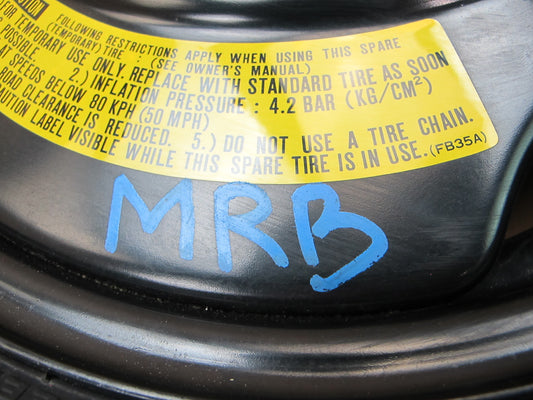 CAUTION
FOLLOWING RESTRICTIONS APPLY WHEN USING THIS SPARE
(TEMPORARY) TIRE : (SEE OWNER'S MANUAL)
FOR TEMPORARY USE ONLY. REPLACE WITH STANDARD TIRE AS SOON
POSSIBLE. 2.) INFLATION PRESSURE : 4.2 BAR (KG/CM²)
AT SPEEDS BELOW 80 KPH (50 MPH)
ROAD CLEARANCE IS REDUCED. 5.) DO NOT USE A TIRE CHAIN.
CAUTION LABEL VISIBLE WHILE THIS SPARE TIRE IS IN USE. (FB35A)
MRB